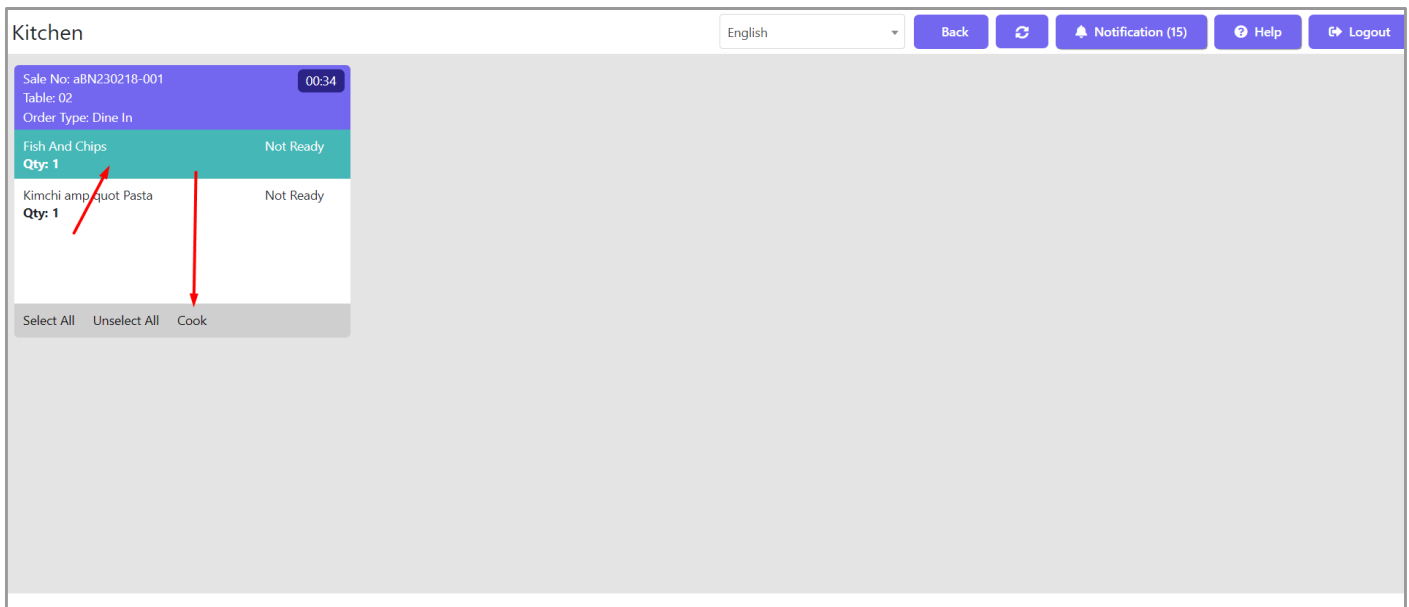 Kitchen
English
Back
Notification (15)
Help
Logout
Sale No: aBN230218-001
00:34
Table: 02
Order Type: Dine In
Fish And Chips Not Ready
Qty: 1
Kimchi amp quot Pasta Not Ready
Qty: 1
Select All Unselect All Cook